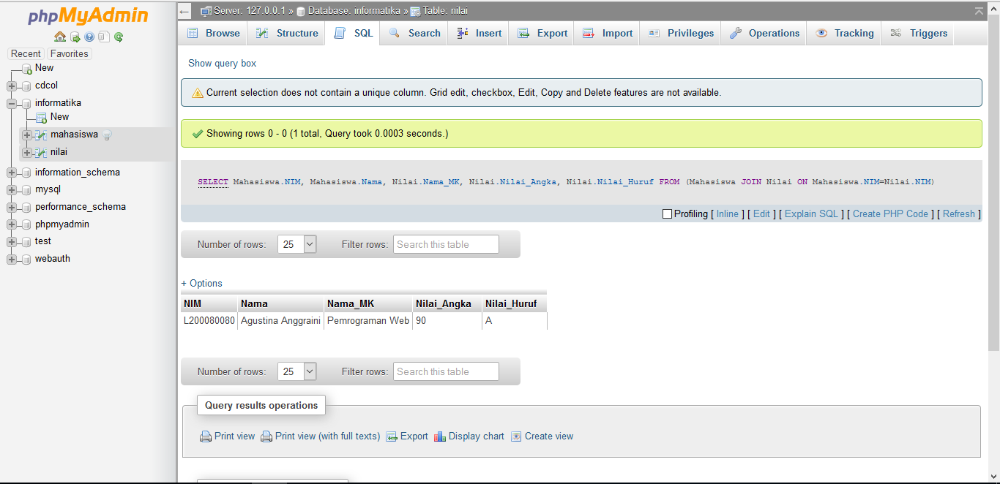 phpMyAdmin
Recent Favorites
New
cdcol
informatika
New
mahasiswa
nilai
information_schema
mysql
performance_schema
phpmyadmin
test
webauth
Server: 127.0.0.1 » Database: informatika » Table: nilai
Browse Structure SQL Search Insert Export Import Privileges Operations Tracking Triggers
Show query box
Current selection does not contain a unique column. Grid edit, checkbox, Edit, Copy and Delete features are not available.
Showing rows 0 - 0 (1 total, Query took 0.0003 seconds.)
SELECT Mahasiswa.NIM, Mahasiswa.Nama, Nilai.Nama_MK, Nilai.Nilai_Angka, Nilai.Nilai_Huruf FROM (Mahasiswa JOIN Nilai ON Mahasiswa.NIM=Nilai.NIM)
Profiling [ Inline ] [ Edit ] [ Explain SQL ] [ Create PHP Code ] [ Refresh ]
Number of rows: 25 Filter rows: Search this table
+ Options
NIM Nama Nama_MK Nilai_Angka Nilai_Huruf
L200080080 Agustina Anggraini Pemrograman Web 90 A
Number of rows: 25 Filter rows: Search this table
Query results operations
Print view Print view (with full texts) Export Display chart Create view